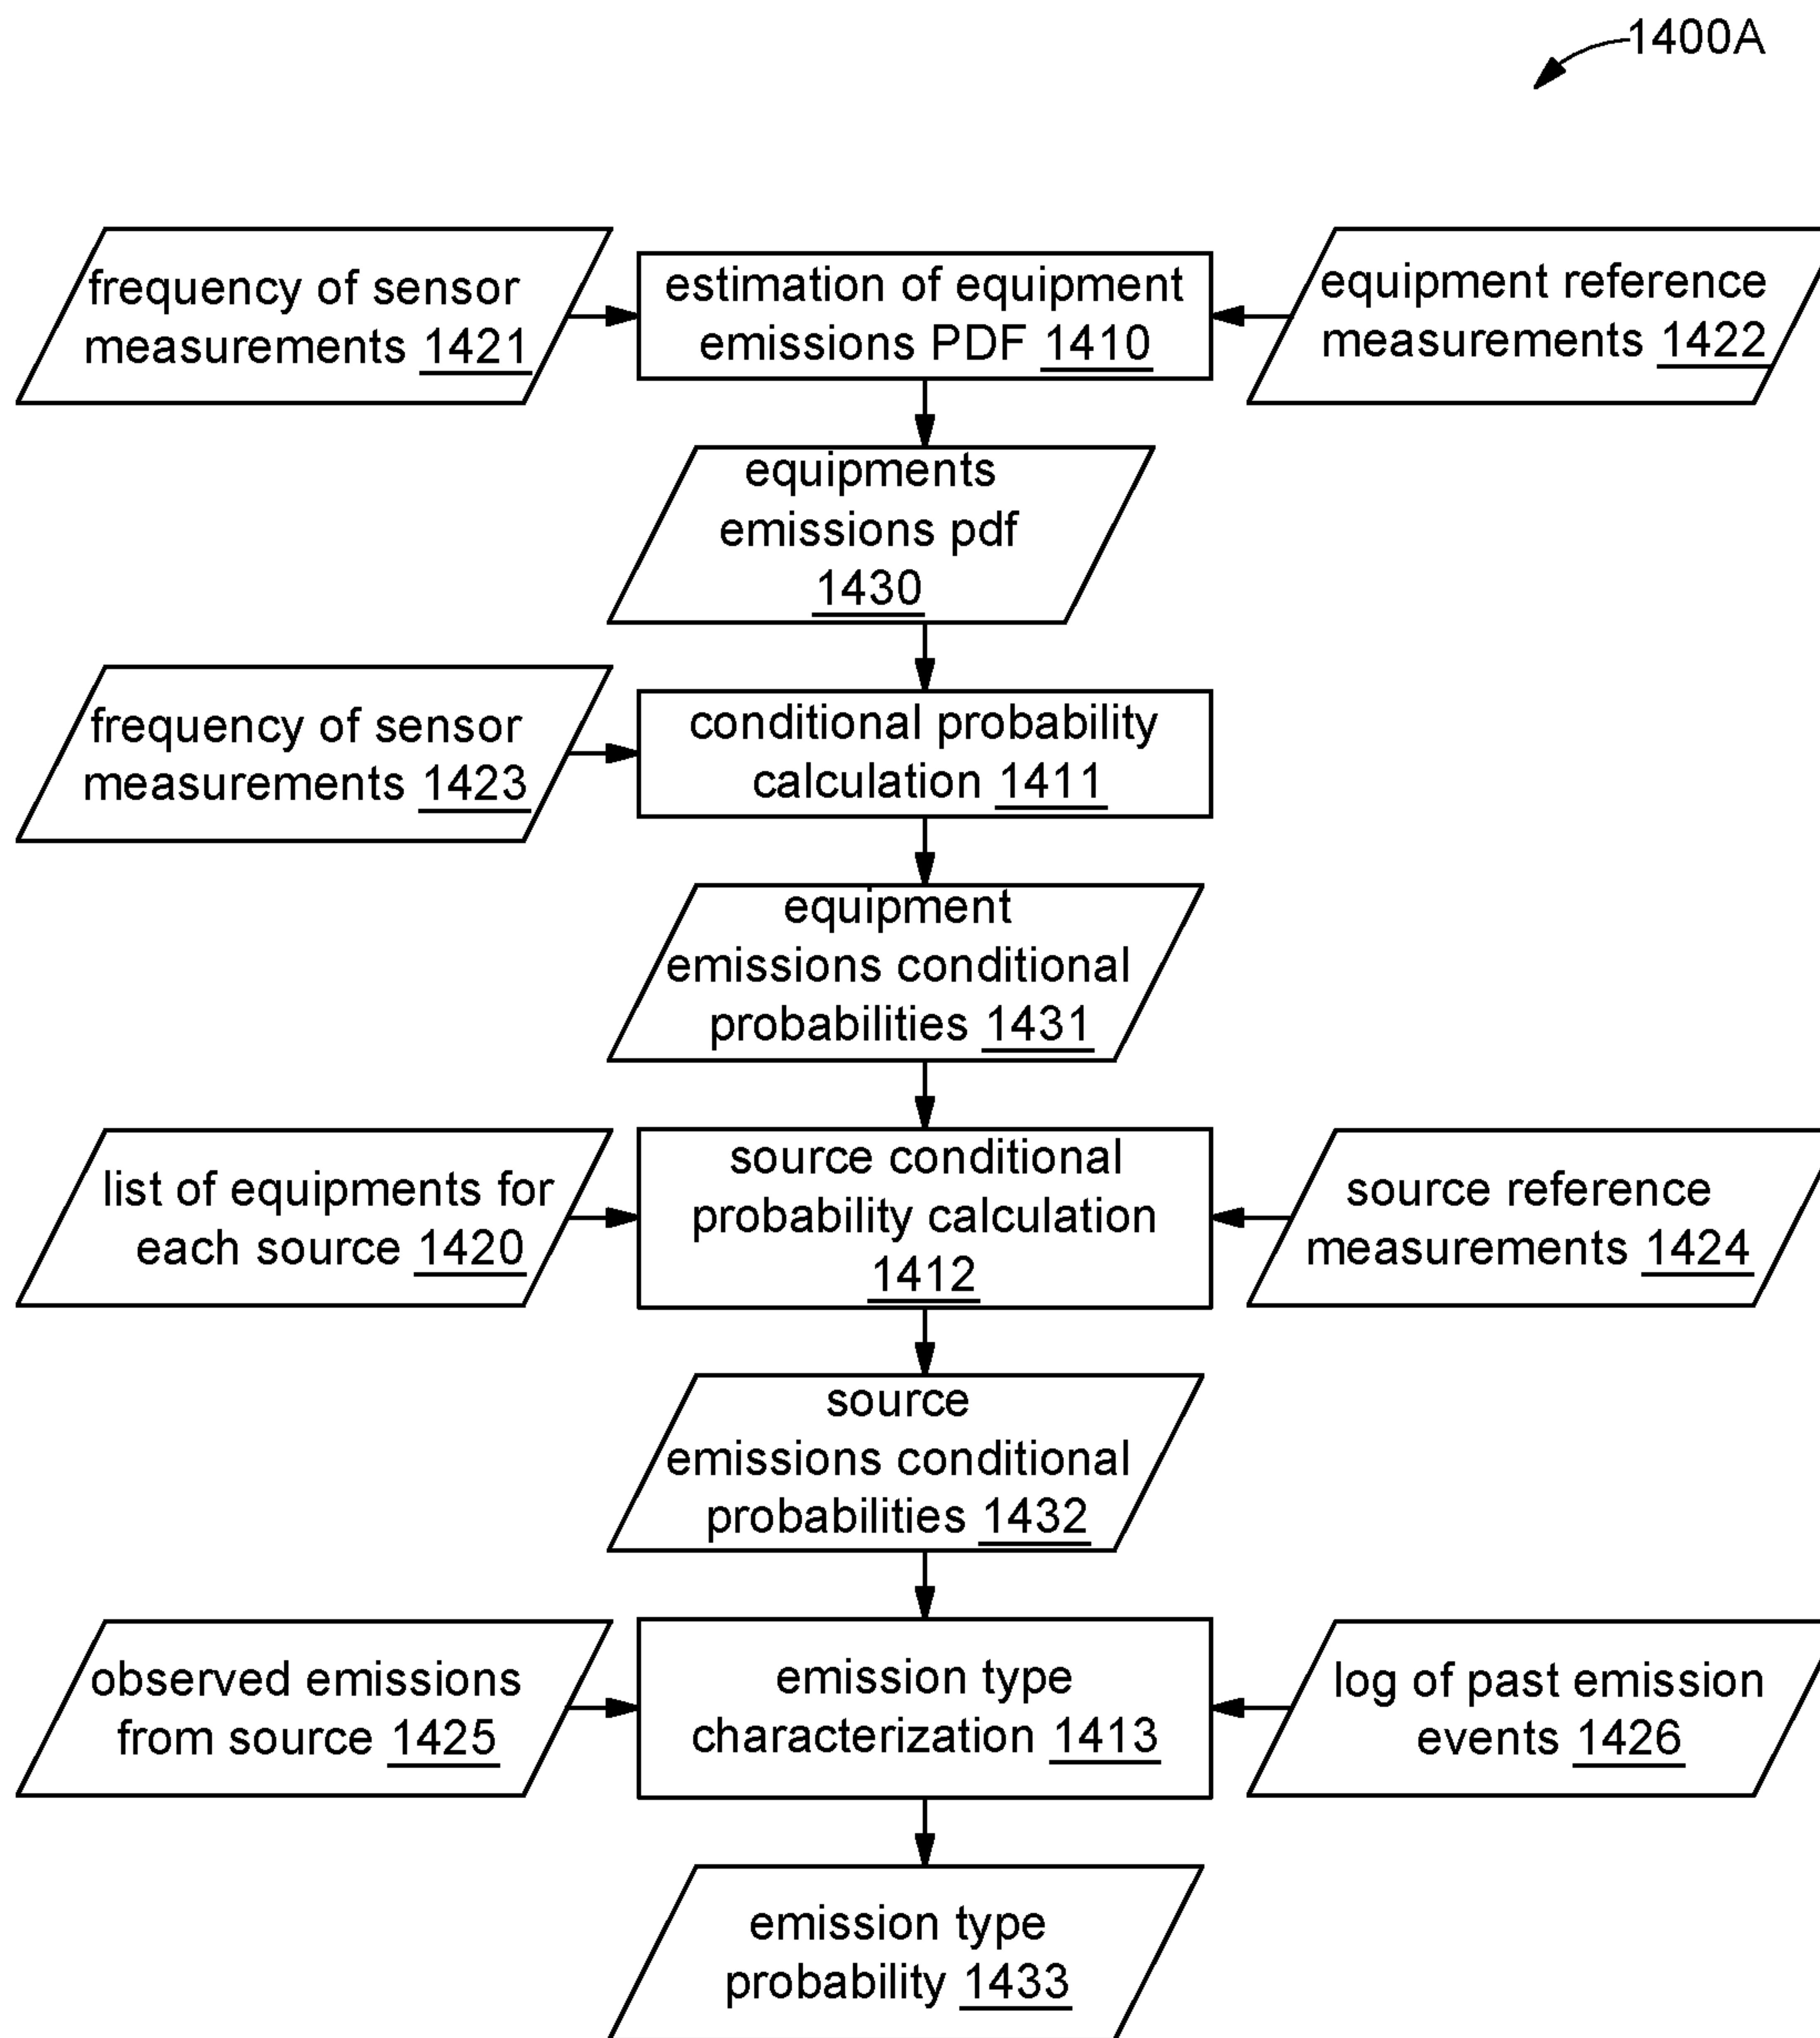 1400A
frequency of sensor
measurements 1421
estimation of equipment
emissions PDF 1410
equipment reference
measurements 1422
equipments
emissions pdf
1430
frequency of sensor
measurements 1423
conditional probability
calculation 1411
equipment
emissions conditional
probabilities 1431
list of equipments for
each source 1420
source conditional
probability calculation
1412
source reference
measurements 1424
source
emissions conditional
probabilities 1432
observed emissions
from source 1425
emission type
characterization 1413
log of past emission
events 1426
emission type
probability 1433